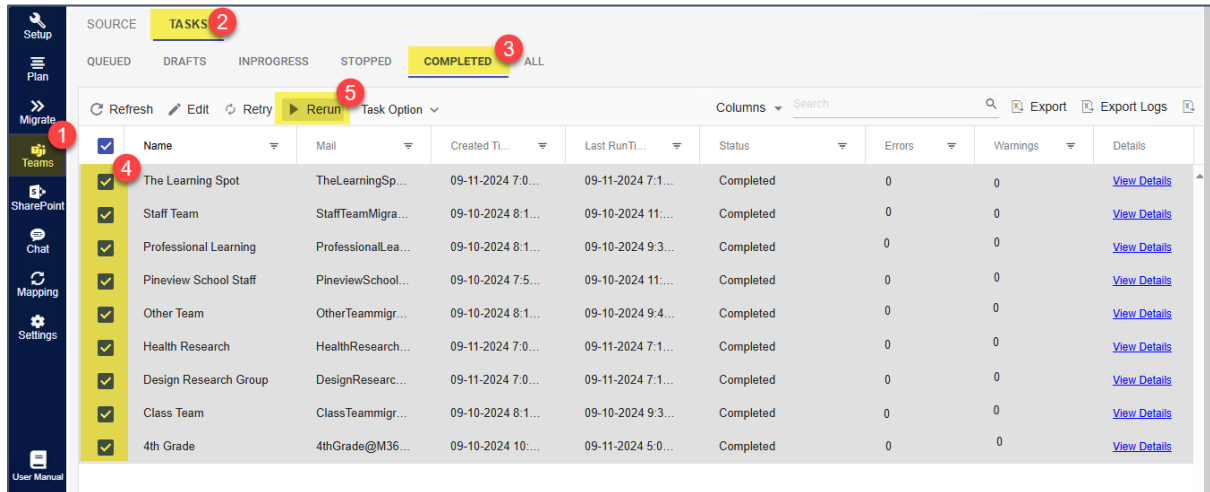 Setup
Plan
Migrate
1
Teams
SharePoint
Chat
Mapping
Settings
User Manual
SOURCE TASKS 2
QUEUED DRAFTS INPROGRESS STOPPED COMPLETED 3 ALL
Refresh Edit Retry Rerun 5 Task Option Columns Search Export Export Logs
Name Mail Created Ti... Last RunTi... Status Errors Warnings Details
4
The Learning Spot TheLearningSp... 09-11-2024 7:0... 09-11-2024 7:1... Completed 0 0 View Details
Staff Team StaffTeamMigra... 09-10-2024 8:1... 09-10-2024 11:... Completed 0 0 View Details
Professional Learning ProfessionalLea... 09-10-2024 8:1... 09-10-2024 9:3... Completed 0 0 View Details
Pineview School Staff PineviewSchool... 09-10-2024 7:5... 09-10-2024 11:... Completed 0 0 View Details
Other Team OtherTeammigr... 09-10-2024 8:1... 09-10-2024 9:4... Completed 0 0 View Details
Health Research HealthResearch... 09-11-2024 7:0... 09-11-2024 7:1... Completed 0 0 View Details
Design Research Group DesignResearc... 09-11-2024 7:0... 09-11-2024 7:1... Completed 0 0 View Details
Class Team ClassTeammigr... 09-10-2024 8:1... 09-10-2024 9:3... Completed 0 0 View Details
4th Grade 4thGrade@M36... 09-10-2024 10:... 09-11-2024 5:0... Completed 0 0 View Details